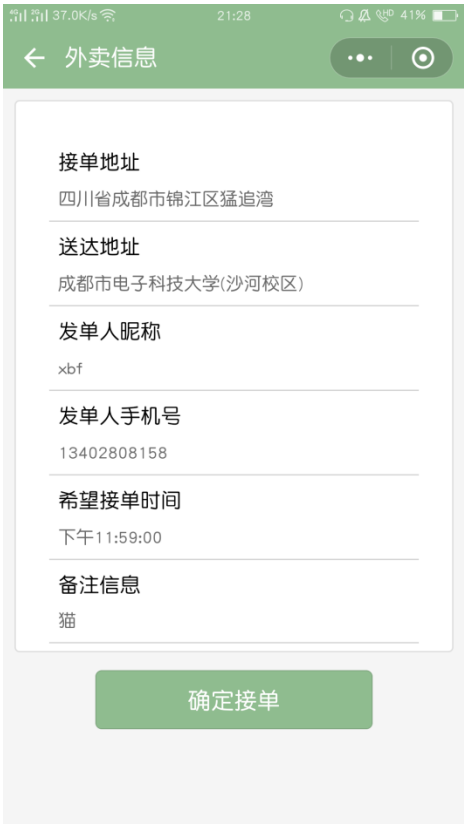 4G 2G 37.0K/s 21:28 HD 41%
外卖信息
接单地址
四川省成都市锦江区猛追湾
送达地址
成都市电子科技大学(沙河校区)
发单人昵称
xbf
发单人手机号
13402808158
希望接单时间
下午11:59:00
备注信息
猫
确定接单